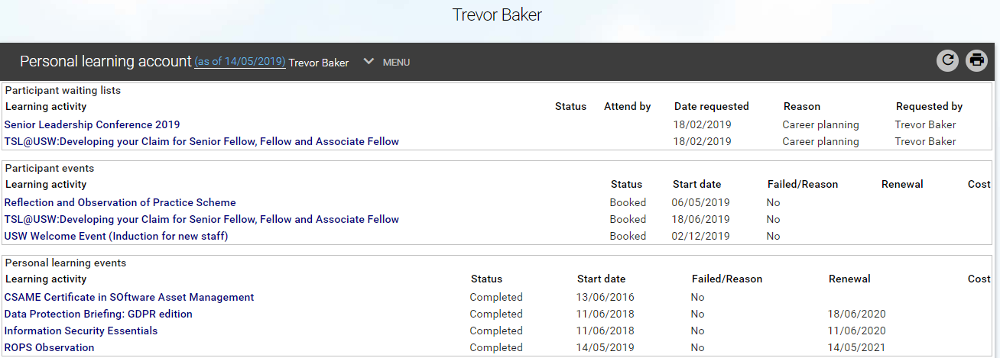 Trevor Baker
Personal learning account (as of 14/05/2019) Trevor Baker MENU
Participant waiting lists
Learning activity Status Attend by Date requested Reason Requested by
Senior Leadership Conference 2019 18/02/2019 Career planning Trevor Baker
TSL@USW:Developing your Claim for Senior Fellow, Fellow and Associate Fellow 18/02/2019 Career planning Trevor Baker
Participant events
Learning activity Status Start date Failed/Reason Renewal Cost
Reflection and Observation of Practice Scheme Booked 06/05/2019 No
TSL@USW:Developing your Claim for Senior Fellow, Fellow and Associate Fellow Booked 18/06/2019 No
USW Welcome Event (Induction for new staff) Booked 02/12/2019 No
Personal learning events
Learning activity Status Start date Failed/Reason Renewal Cost
CSAME Certificate in SOftware Asset Management Completed 13/06/2016 No
Data Protection Briefing: GDPR edition Completed 11/06/2018 No 18/06/2020
Information Security Essentials Completed 11/06/2018 No 11/06/2020
ROPS Observation Completed 14/05/2019 No 14/05/2021